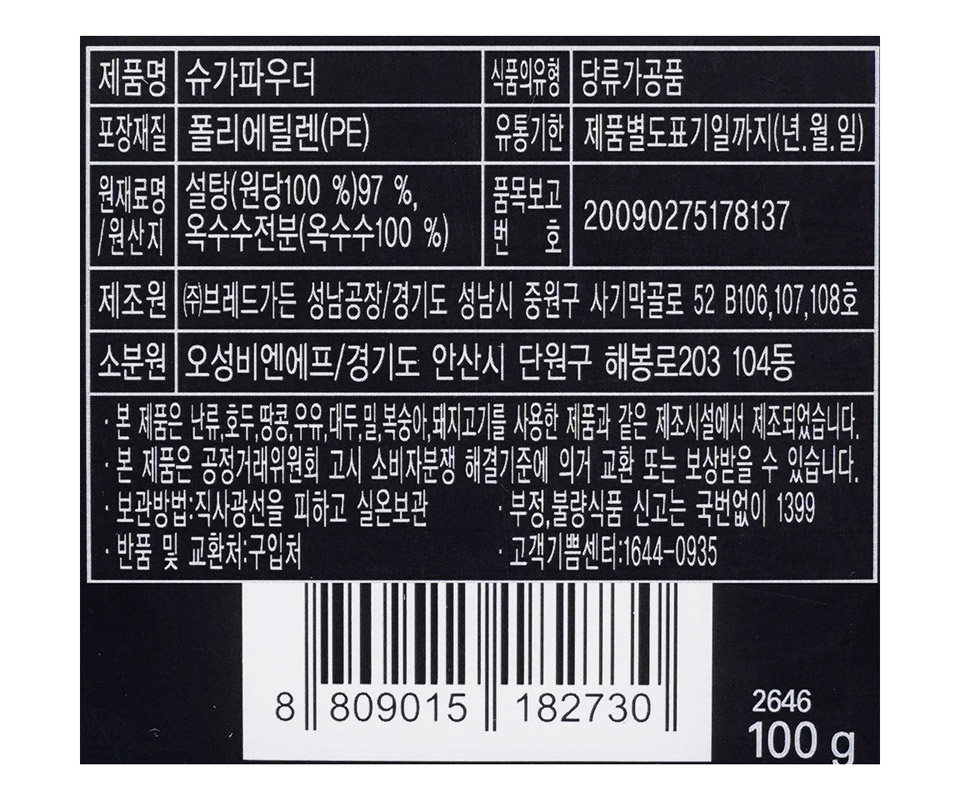 제품명 슈가파우더 식품의유형 당류가공품
포장재질 폴리에틸렌(PE) 유통기한 제품별도표기일까지(년.월.일)
원재료명 설탕(원당100 %)97 %, 품목보고 20090275178137
/원산지 옥수수전분(옥수수100 %) 번 호
제조원 ㈜브레드가든 성남공장/경기도 성남시 중원구 사기막골로 52 B106,107,108호
소분원 오성비엔에프/경기도 안산시 단원구 해봉로203 104동
· 본 제품은 난류,호두,땅콩,우유,대두,밀,복숭아,돼지고기를 사용한 제품과 같은 제조시설에서 제조되었습니다.
· 본 제품은 공정거래위원회 고시 소비자분쟁 해결기준에 의거 교환 또는 보상받을 수 있습니다.
· 보관방법:직사광선을 피하고 실온보관 · 부정,불량식품 신고는 국번없이 1399
· 반품 및 교환처:구입처 · 고객기쁨센터:1644-0935
8 809015 182730
2646
100 g